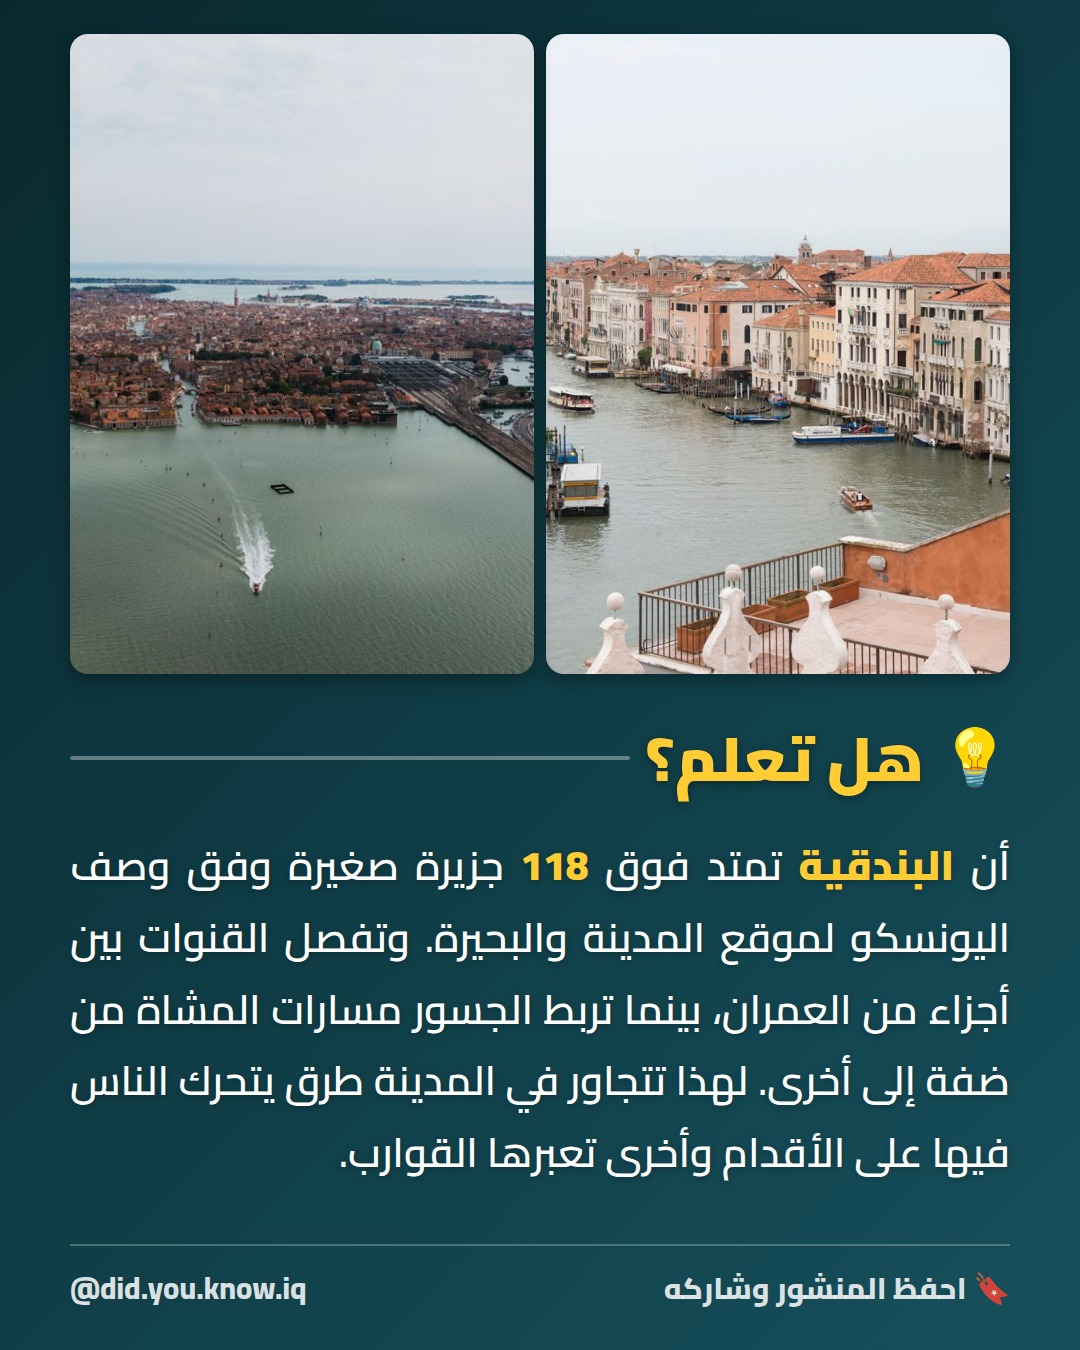 هل تعلم؟
أن البندقية تمتد فوق 118 جزيرة صغيرة وفق وصف
اليونسكو لموقع المدينة والبحيرة. وتفصل القنوات بين
أجزاء من العمران، بينما تربط الجسور مسارات المشاة من
ضفة إلى أخرى. لهذا تتجاور في المدينة طرق يتحرك الناس
فيها على الأقدام وأخرى تعبرها القوارب.
احفظ المنشور وشاركه
@did.you.know.iq